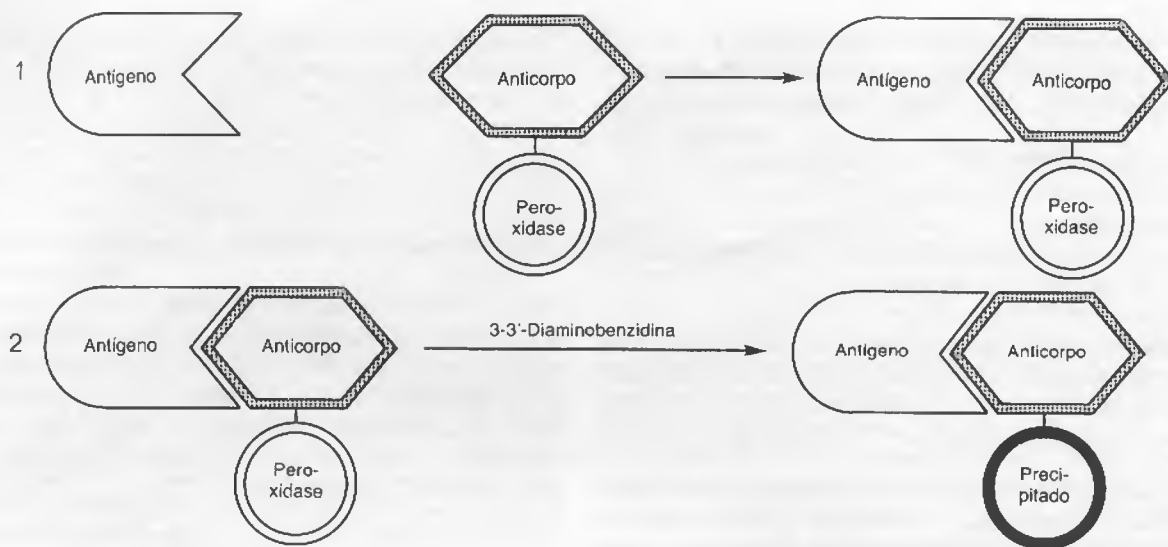 1
Antígeno
Anticorpo
Pero-
xidase
Antígeno
Anticorpo
Pero-
xidase
2
Antígeno
Anticorpo
Pero-
xidase
3-3'-Diaminobenzidina
Antígeno
Anticorpo
Preci-
pitado